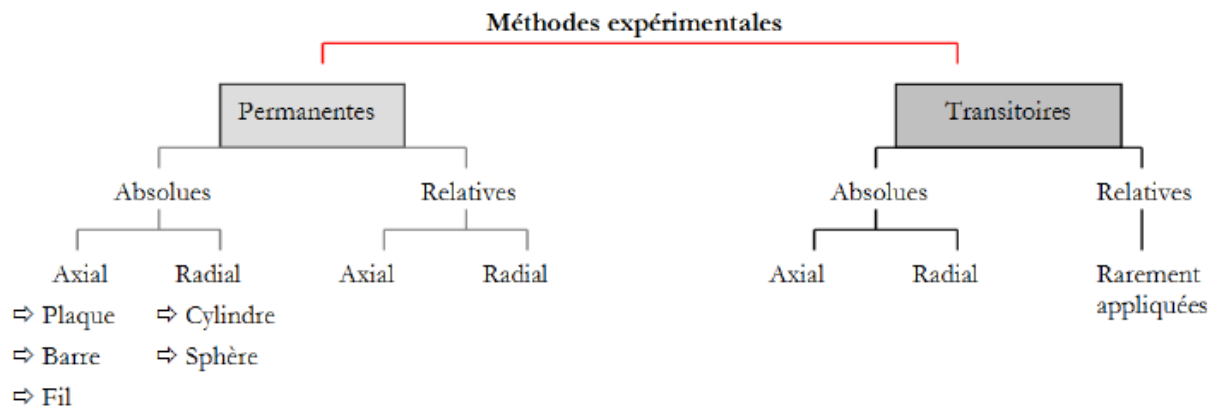 Méthodes expérimentales
Permanentes
Transitoires
Absolues
Relatives
Absolues
Relatives
Axial
Radial
Axial
Radial
Axial
Radial
Rarement
appliquées
⇨ Plaque
⇨ Cylindre
⇨ Barre
⇨ Sphère
⇨ Fil